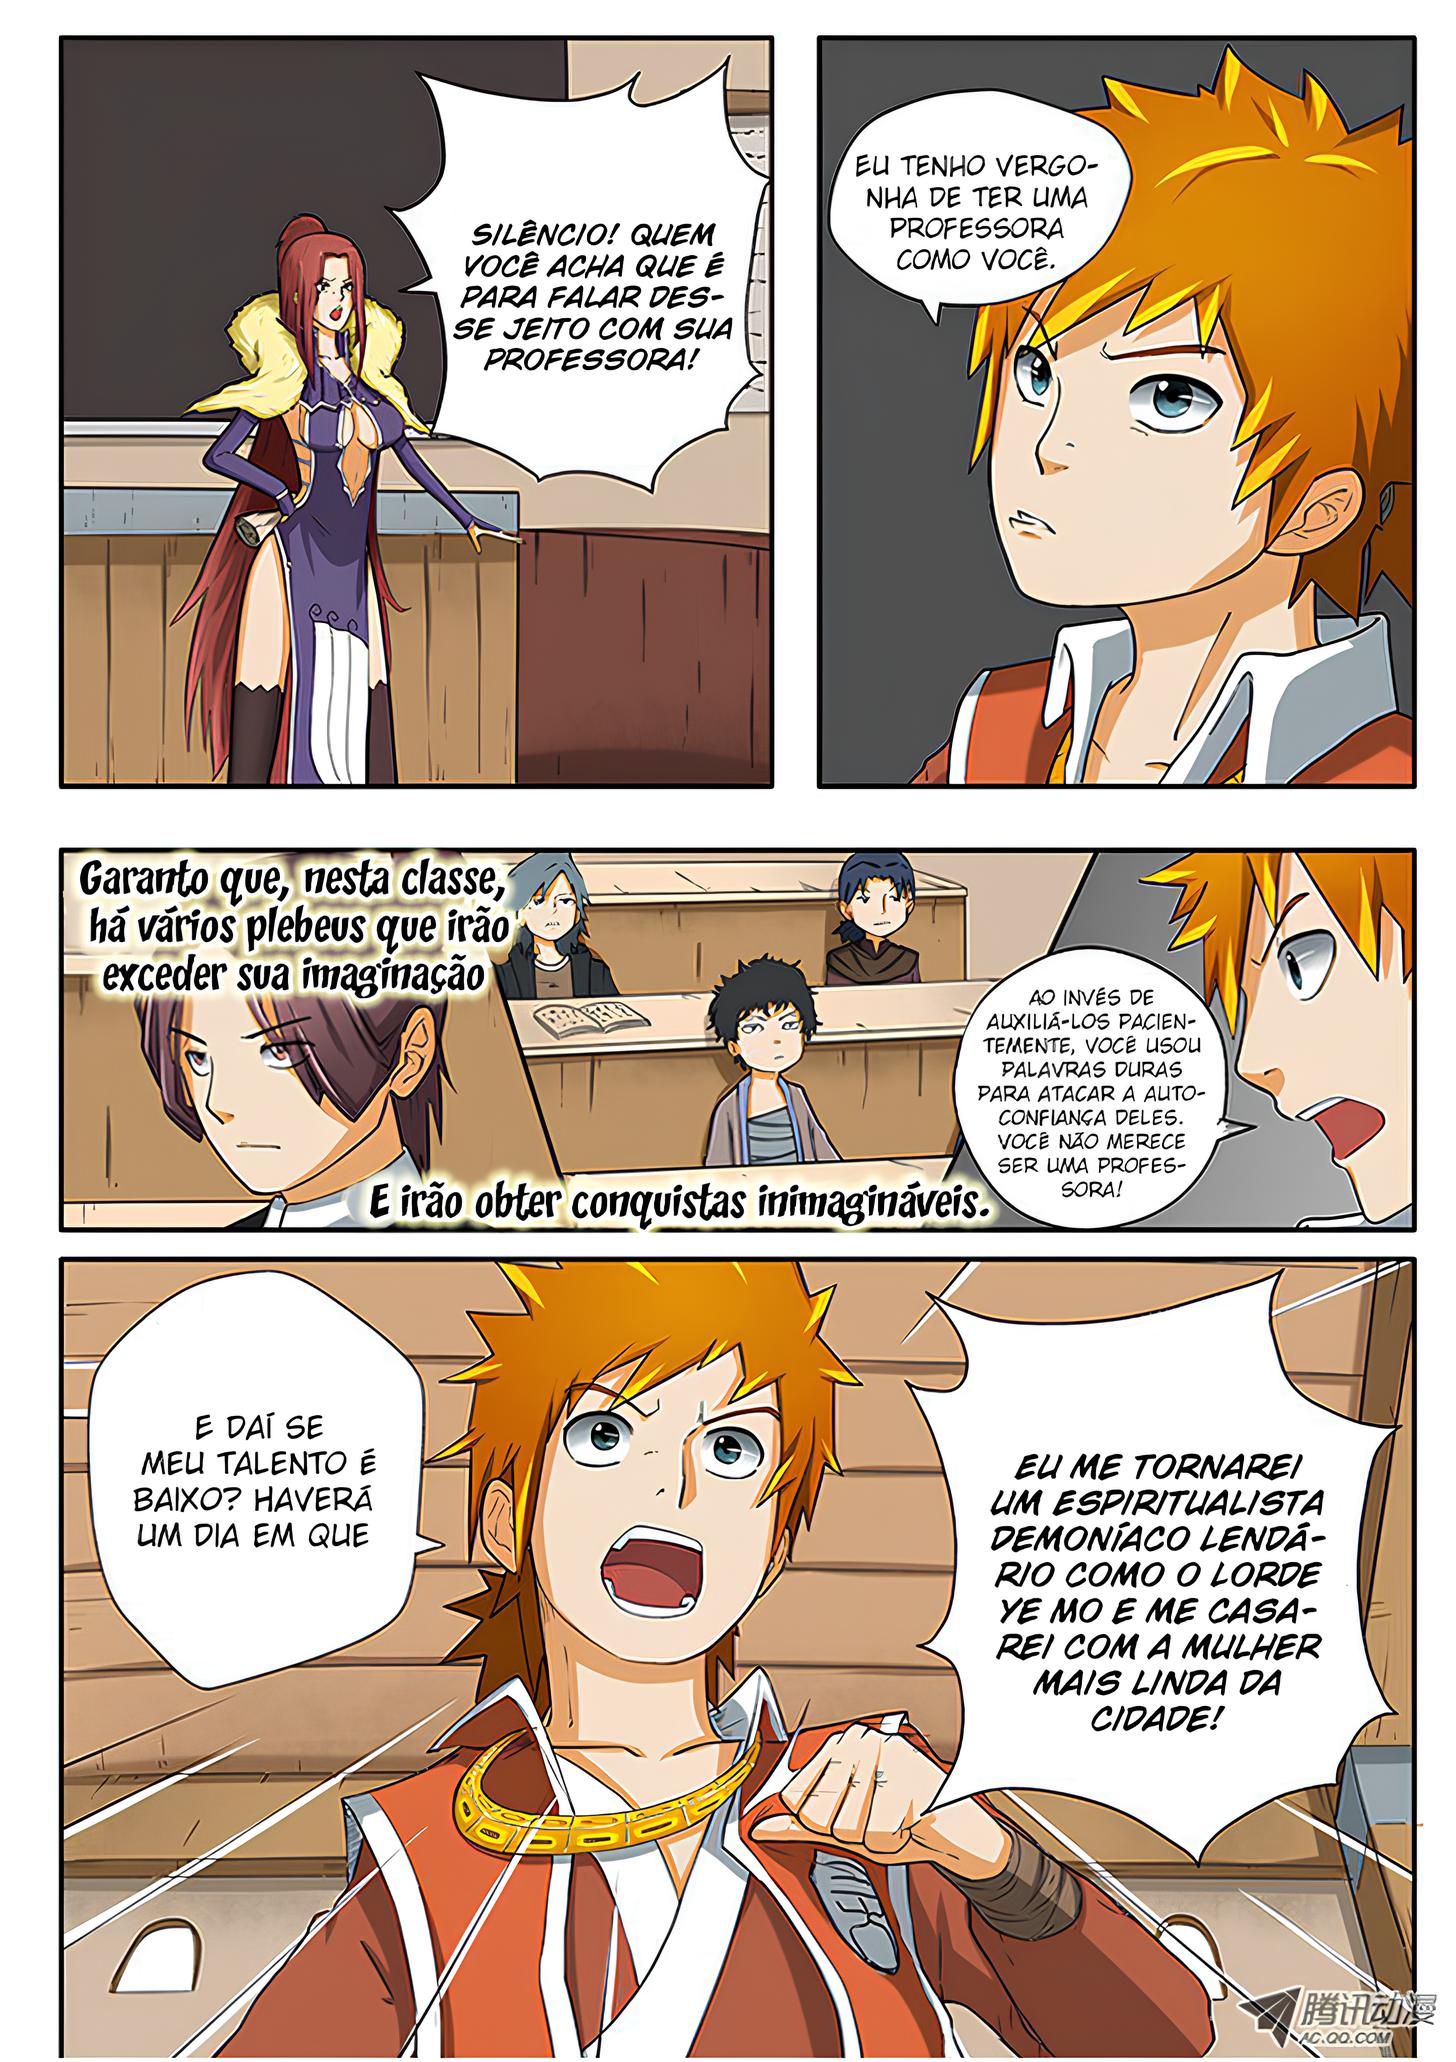 SILÊNCIO! QUEM
VOCÊ ACHA QUE É
PARA FALAR DES-
SE JEITO COM SUA
PROFESSORA!
EU TENHO VERGO-
NHA DE TER UMA
PROFESSORA
COMO VOCÊ.
Garanto que, nesta classe,
há vários plebeus que irão
exceder sua imaginação
E irão obter conquistas inimagináveis.
AO INVÉS DE
AUXILIÁ-LOS PACIEN-
TEMENTE, VOCÊ USOU
PALAVRAS DURAS
PARA ATACAR A AUTO-
CONFIANÇA DELES.
VOCÊ NÃO MERECE
SER UMA PROFES-
SORA!
E DAÍ SE
MEU TALENTO É
BAIXO? HAVERÁ
UM DIA EM QUE
EU ME TORNAREI
UM ESPIRITUALISTA
DEMONÍACO LENDÁ-
RIO COMO O LORDE
YE MO E ME CASA-
REI COM A MULHER
MAIS LINDA DA
CIDADE!
腾讯动漫
AC.QQ.COM